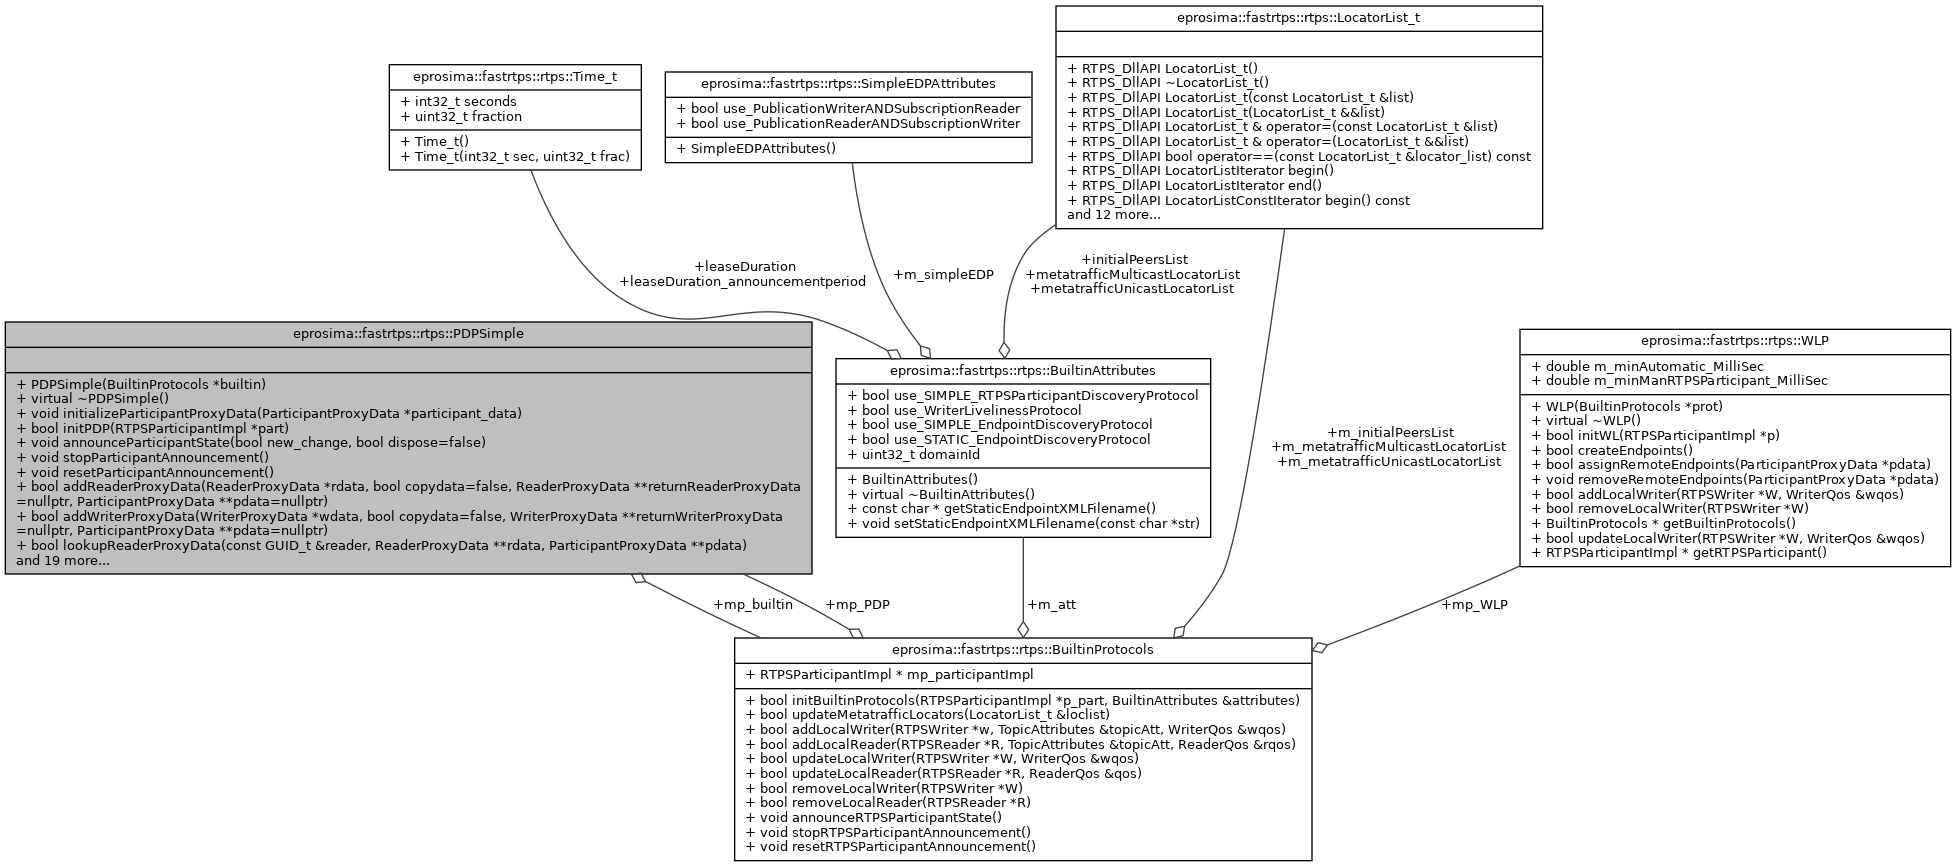 eprosima::fastrtps::rtps::LocatorList_t
+ RTPS_DllAPI LocatorList_t()
+ RTPS_DllAPI ~LocatorList_t()
+ RTPS_DllAPI LocatorList_t(const LocatorList_t &list)
+ RTPS_DllAPI LocatorList_t(LocatorList_t &&list)
+ RTPS_DllAPI LocatorList_t & operator=(const LocatorList_t &list)
+ RTPS_DllAPI LocatorList_t & operator=(LocatorList_t &&list)
+ RTPS_DllAPI bool operator==(const LocatorList_t &locator_list) const
+ RTPS_DllAPI LocatorListIterator begin()
+ RTPS_DllAPI LocatorListIterator end()
+ RTPS_DllAPI LocatorListConstIterator begin() const
and 12 more...
eprosima::fastrtps::rtps::Time_t
+ int32_t seconds
+ uint32_t fraction
+ Time_t()
+ Time_t(int32_t sec, uint32_t frac)
eprosima::fastrtps::rtps::SimpleEDPAttributes
+ bool use_PublicationWriterANDSubscriptionReader
+ bool use_PublicationReaderANDSubscriptionWriter
+ SimpleEDPAttributes()
+leaseDuration
+leaseDuration_announcementperiod
+m_simpleEDP
+initialPeersList
+metatrafficMulticastLocatorList
+metatrafficUnicastLocatorList
eprosima::fastrtps::rtps::PDPSimple
+ PDPSimple(BuiltinProtocols *builtin)
+ virtual ~PDPSimple()
+ void initializeParticipantProxyData(ParticipantProxyData *participant_data)
+ bool initPDP(RTPSParticipantImpl *part)
+ void announceParticipantState(bool new_change, bool dispose=false)
+ void stopParticipantAnnouncement()
+ void resetParticipantAnnouncement()
+ bool addReaderProxyData(ReaderProxyData *rdata, bool copydata=false, ReaderProxyData **returnReaderProxyData
=nullptr, ParticipantProxyData **pdata=nullptr)
+ bool addWriterProxyData(WriterProxyData *wdata, bool copydata=false, WriterProxyData **returnWriterProxyData
=nullptr, ParticipantProxyData **pdata=nullptr)
+ bool lookupReaderProxyData(const GUID_t &reader, ReaderProxyData **rdata, ParticipantProxyData **pdata)
and 19 more...
eprosima::fastrtps::rtps::BuiltinAttributes
+ bool use_SIMPLE_RTPSParticipantDiscoveryProtocol
+ bool use_WriterLivelinessProtocol
+ bool use_SIMPLE_EndpointDiscoveryProtocol
+ bool use_STATIC_EndpointDiscoveryProtocol
+ uint32_t domainId
+ BuiltinAttributes()
+ virtual ~BuiltinAttributes()
+ const char * getStaticEndpointXMLFilename()
+ void setStaticEndpointXMLFilename(const char *str)
+m_initialPeersList
+m_metatrafficMulticastLocatorList
+m_metatrafficUnicastLocatorList
eprosima::fastrtps::rtps::WLP
+ double m_minAutomatic_MilliSec
+ double m_minManRTPSParticipant_MilliSec
+ WLP(BuiltinProtocols *prot)
+ virtual ~WLP()
+ bool initWL(RTPSParticipantImpl *p)
+ bool createEndpoints()
+ bool assignRemoteEndpoints(ParticipantProxyData *pdata)
+ void removeRemoteEndpoints(ParticipantProxyData *pdata)
+ bool addLocalWriter(RTPSWriter *W, WriterQos &wqos)
+ bool removeLocalWriter(RTPSWriter *W)
+ BuiltinProtocols * getBuiltinProtocols()
+ bool updateLocalWriter(RTPSWriter *W, WriterQos &wqos)
+ RTPSParticipantImpl * getRTPSParticipant()
+mp_builtin
+mp_PDP
+m_att
+mp_WLP
eprosima::fastrtps::rtps::BuiltinProtocols
+ RTPSParticipantImpl * mp_participantImpl
+ bool initBuiltinProtocols(RTPSParticipantImpl *p_part, BuiltinAttributes &attributes)
+ bool updateMetatrafficLocators(LocatorList_t &loclist)
+ bool addLocalWriter(RTPSWriter *w, TopicAttributes &topicAtt, WriterQos &wqos)
+ bool addLocalReader(RTPSReader *R, TopicAttributes &topicAtt, ReaderQos &rqos)
+ bool updateLocalWriter(RTPSWriter *W, WriterQos &wqos)
+ bool updateLocalReader(RTPSReader *R, ReaderQos &qos)
+ bool removeLocalWriter(RTPSWriter *W)
+ bool removeLocalReader(RTPSReader *R)
+ void announceRTPSParticipantState()
+ void stopRTPSParticipantAnnouncement()
+ void resetRTPSParticipantAnnouncement()